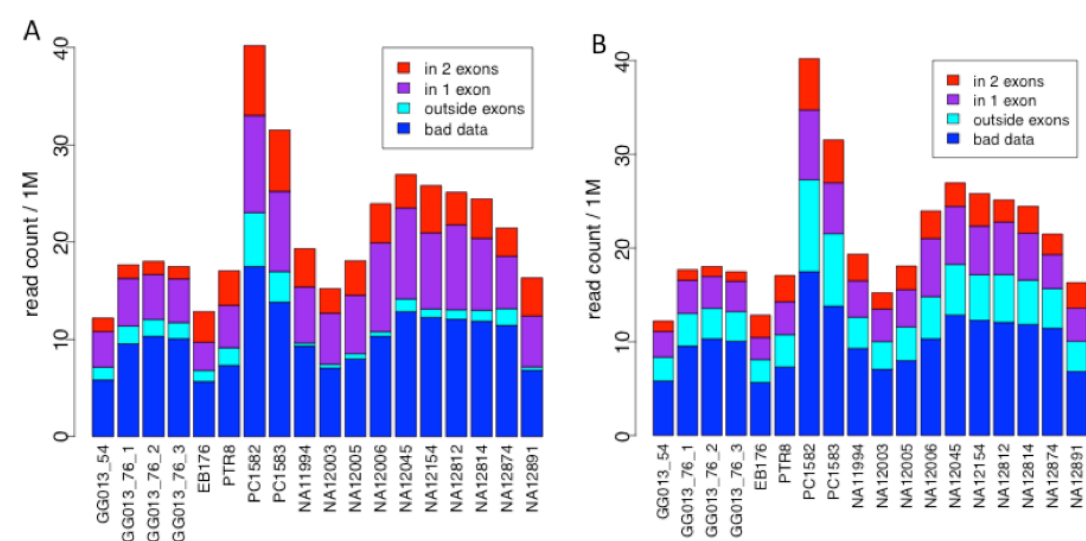 A
read count / 1M
40
30
20
10
0
in 2 exons
in 1 exon
outside exons
bad data
GG013_54
GG013_76_1
GG013_76_2
GG013_76_3
EB176
PTR8
PC1582
PC1583
NA11994
NA12003
NA12005
NA12006
NA12045
NA12154
NA12812
NA12814
NA12874
NA12891
B
read count / 1M
40
30
20
10
0
in 2 exons
in 1 exon
outside exons
bad data
GG013_54
GG013_76_1
GG013_76_2
GG013_76_3
EB176
PTR8
PC1582
PC1583
NA11994
NA12003
NA12005
NA12006
NA12045
NA12154
NA12812
NA12814
NA12874
NA12891